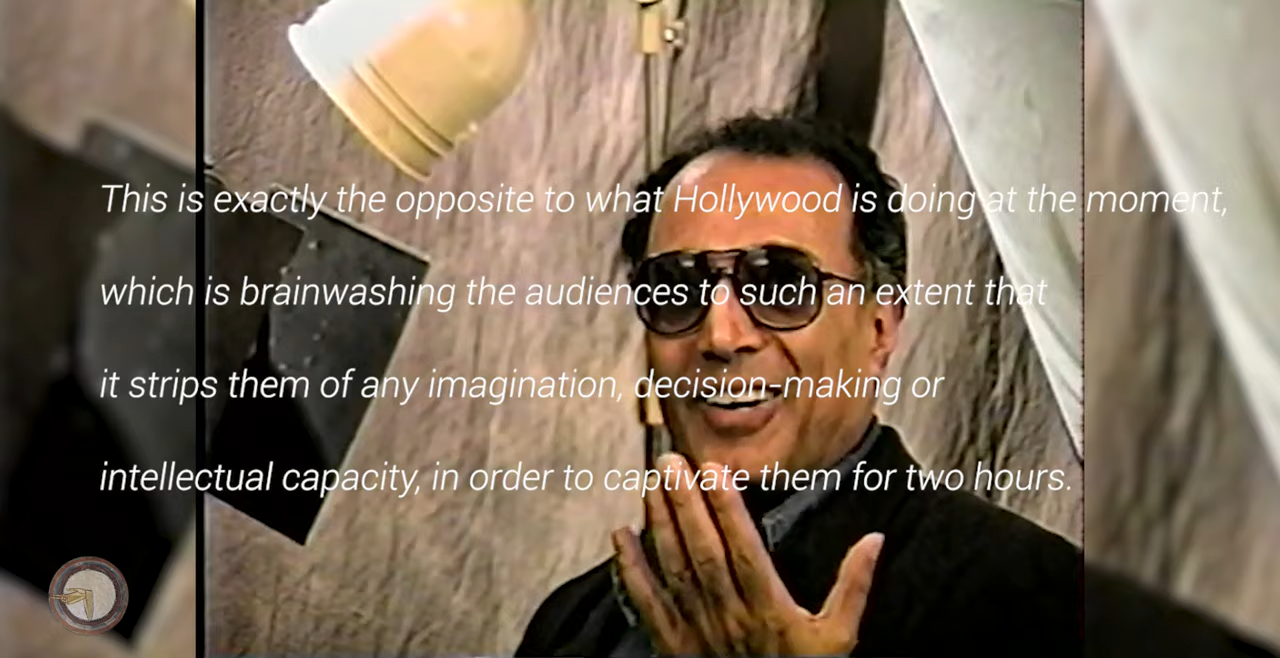 This is exactly the opposite to what Hollywood is doing at the moment,
which is brainwashing the audiences to such an extent that
it strips them of any imagination, decision-making or
intellectual capacity, in order to captivate them for two hours.